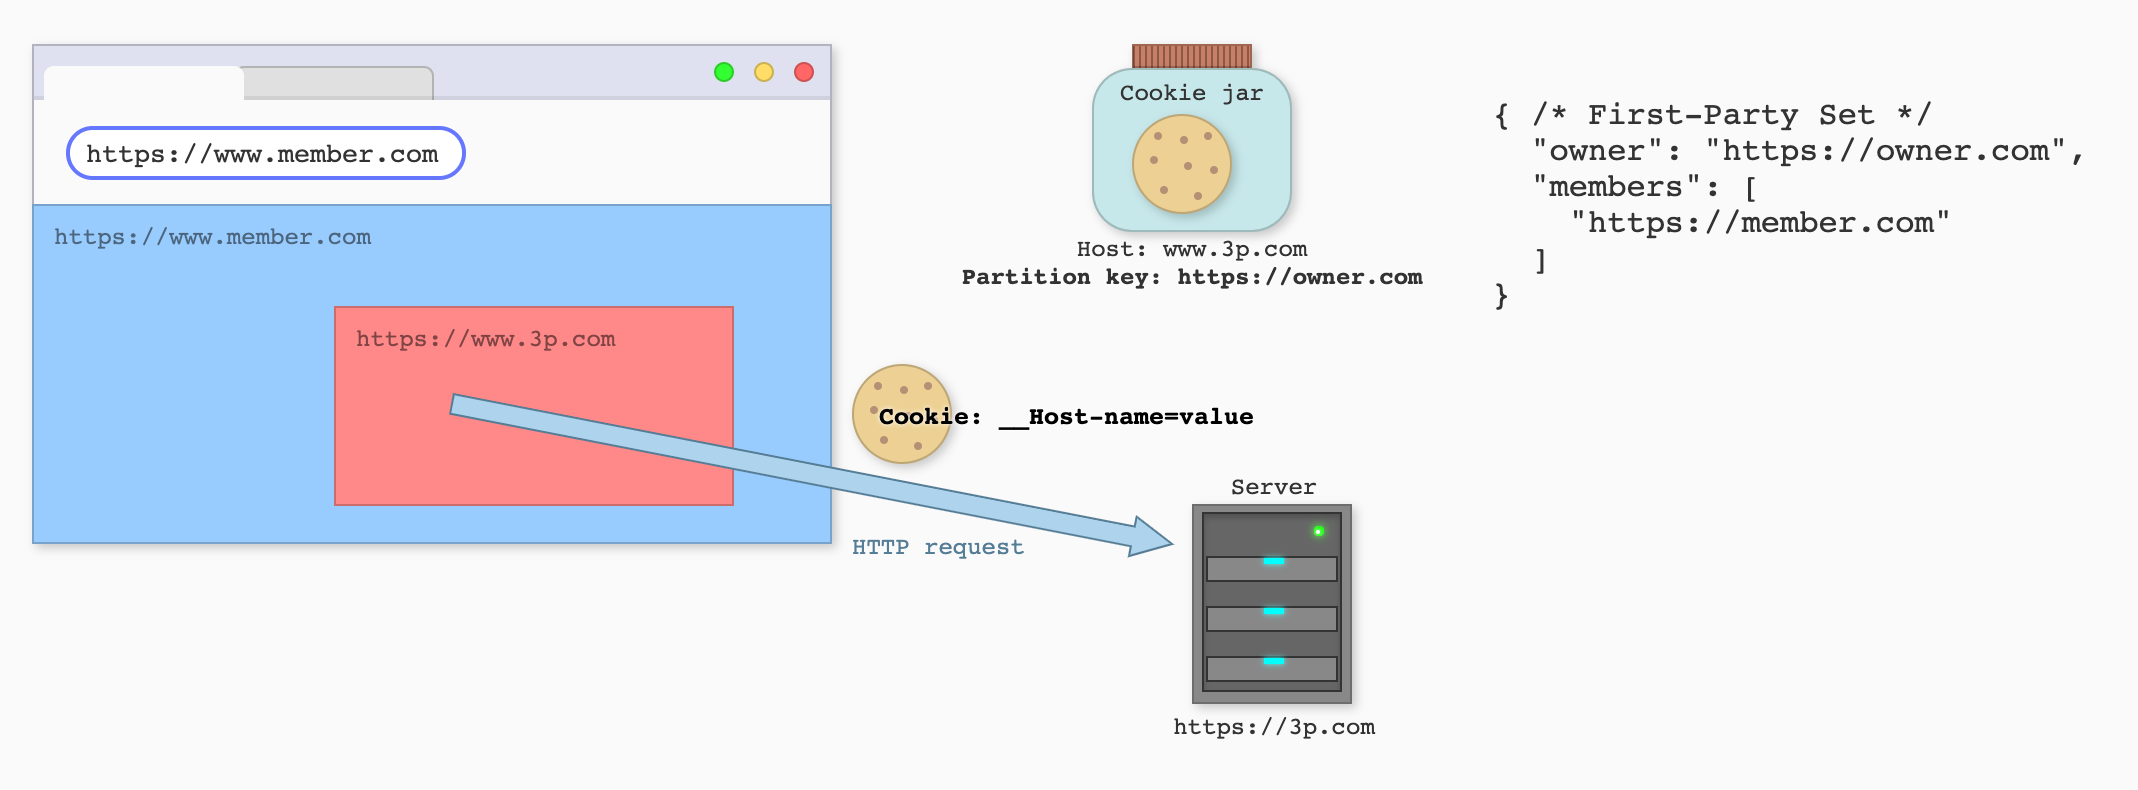 https://www.member.com
https://www.member.com
https://www.3p.com
Cookie jar
Host: www.3p.com
Partition key: https://owner.com
Cookie: __Host-name=value
HTTP request
Server
https://3p.com
{ /* First-Party Set */
"owner": "https://owner.com",
"members": [
"https://member.com"
]
}